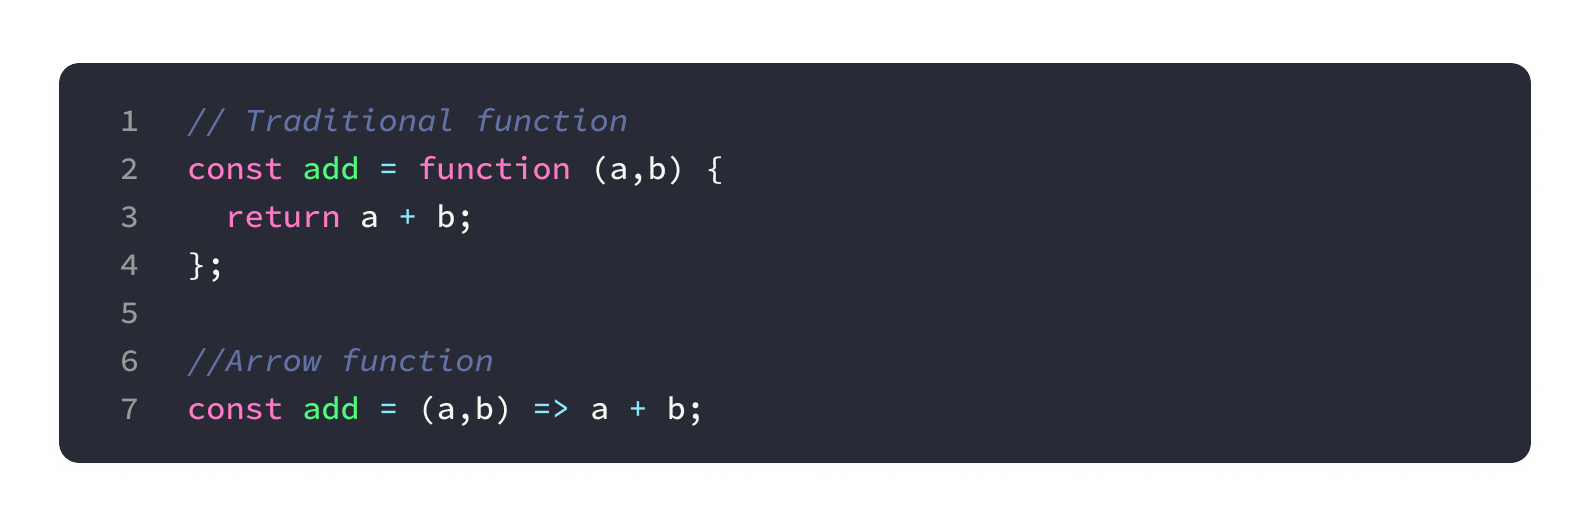 1 // Traditional function
2 const add = function (a,b) {
3   return a + b;
4 };
5
6 //Arrow function
7 const add = (a,b) => a + b;